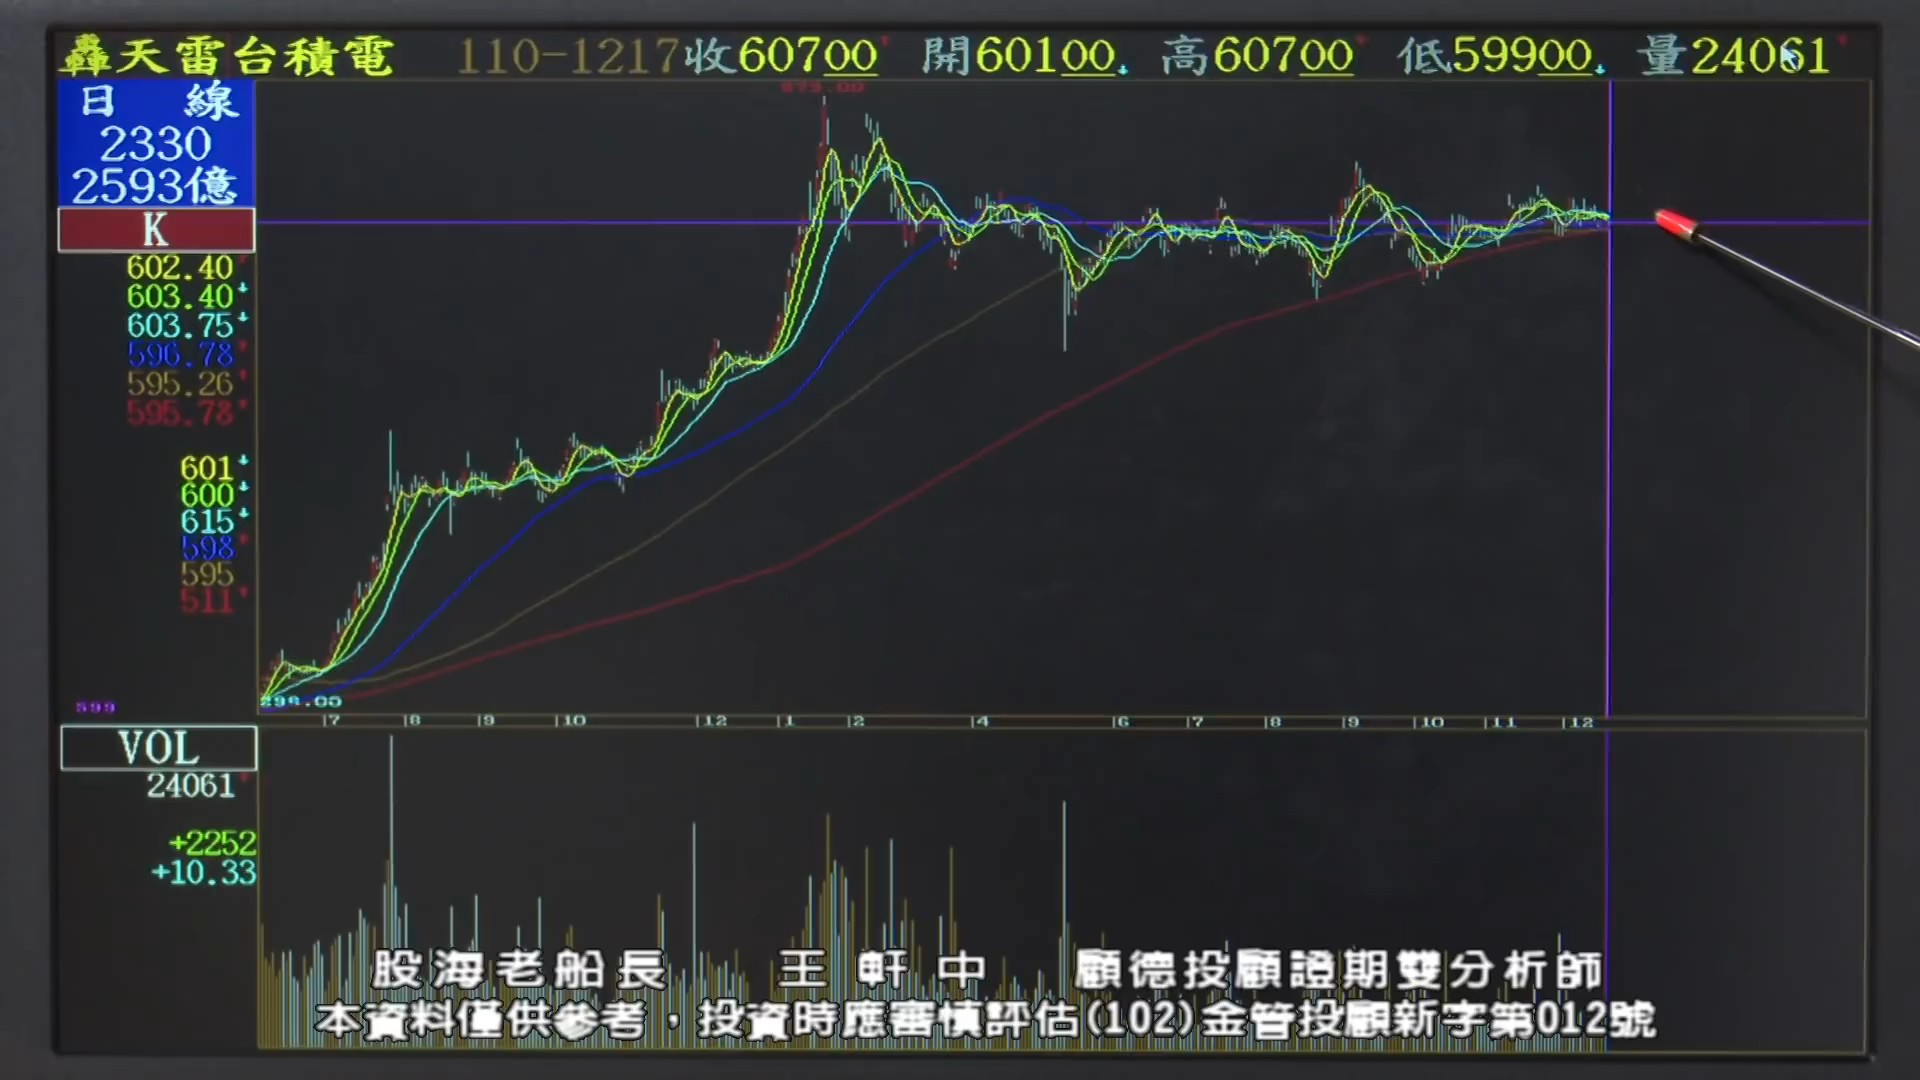 轟天雷台積電 110-1217收60700 開60100 高60700 低59900 量24061
日 線
2330
2593億
K
602.40
603.40
603.75
596.78
595.26
595.78
601
600
615
598
595
511
599
679.00
298.00
7 8 9 10 12 1 2 4 6 7 8 9 10 11 12
VOL
24061
+2252
+10.33
股海老船長 王軒中 顧德投顧證期雙分析師
本資料僅供參考，投資時應審慎評估(102)金管投顧新字第012號